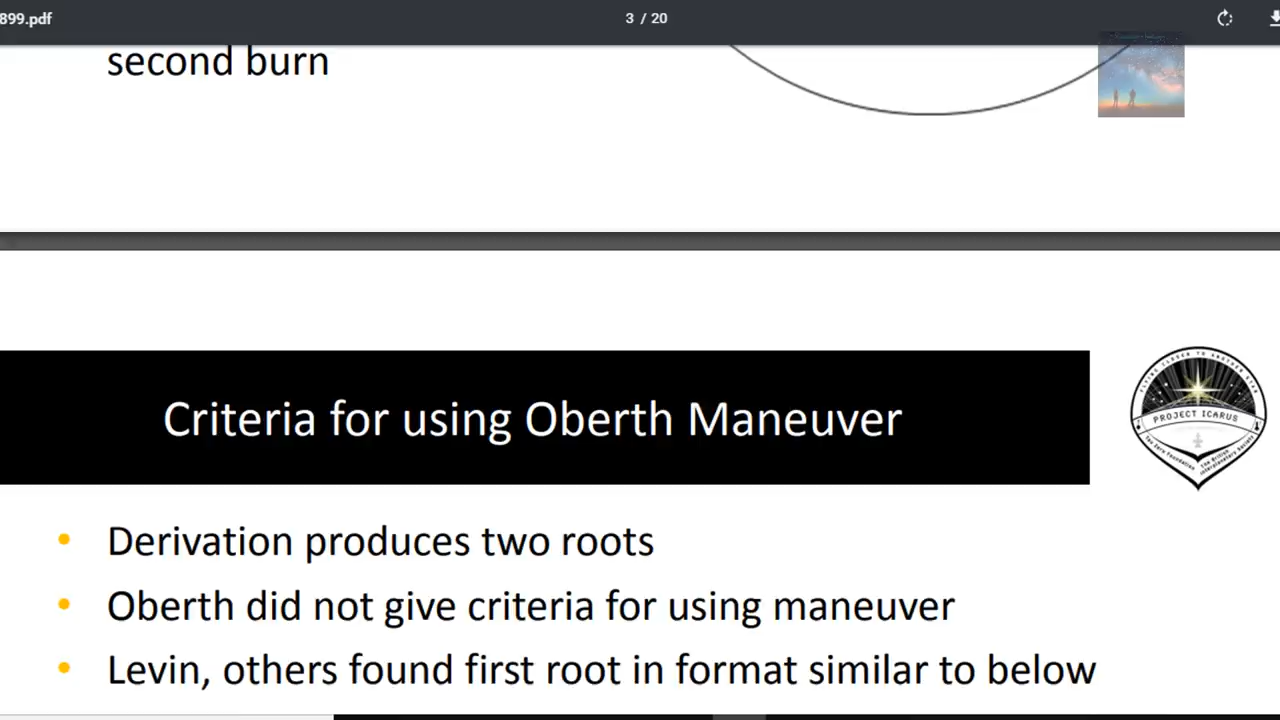 899.pdf
3 / 20
second burn
Criteria for using Oberth Maneuver
PROJECT ICARUS
• Derivation produces two roots
• Oberth did not give criteria for using maneuver
• Levin, others found first root in format similar to below